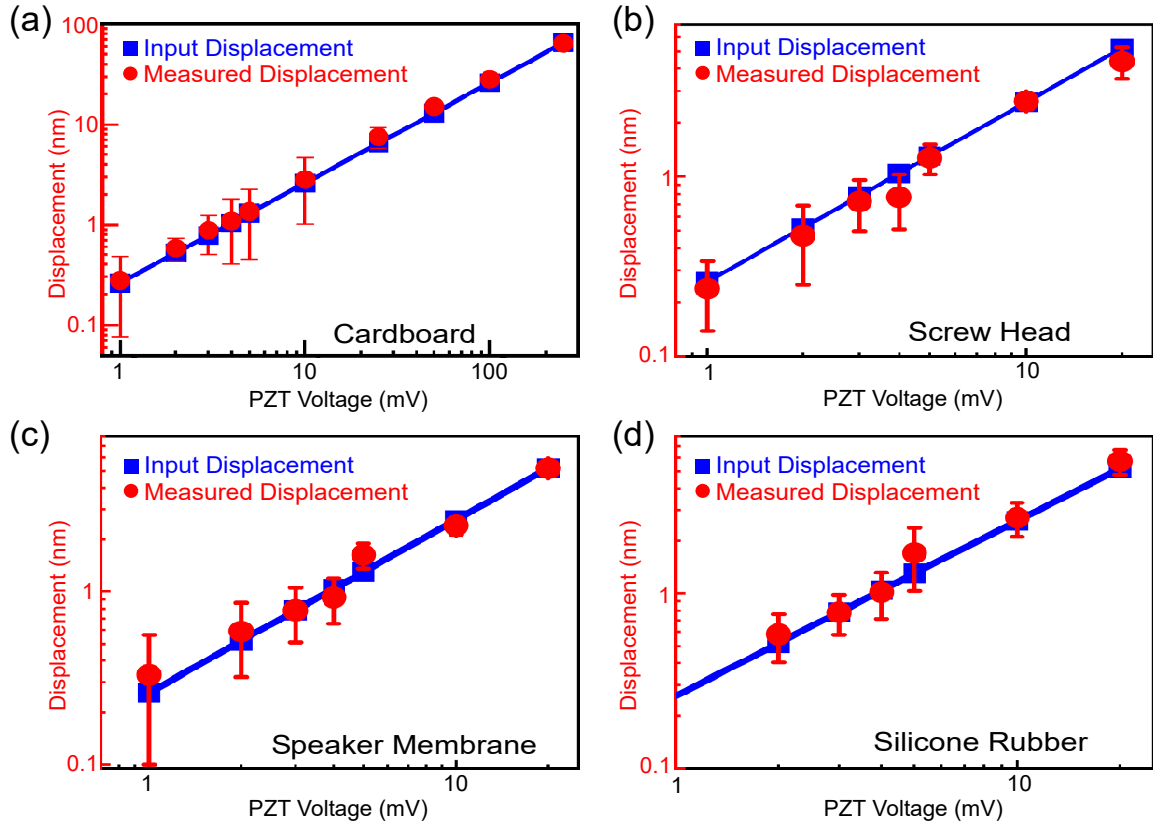 (a)
100
10
1
0.1
Displacement (nm)
Input Displacement
Measured Displacement
Cardboard
1
10
100
PZT Voltage (mV)
(b)
1
0.1
Displacement (nm)
Input Displacement
Measured Displacement
Screw Head
1
10
PZT Voltage (mV)
(c)
1
0.1
Displacement (nm)
Input Displacement
Measured Displacement
Speaker Membrane
1
10
PZT Voltage (mV)
(d)
1
0.1
Displacement (nm)
Input Displacement
Measured Displacement
Silicone Rubber
1
10
PZT Voltage (mV)